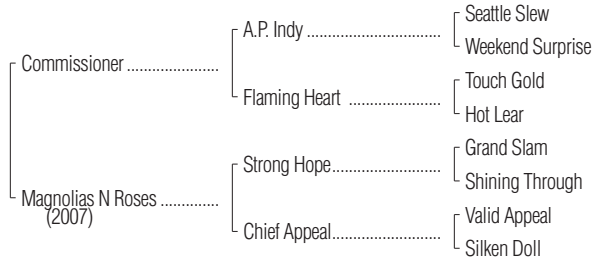 Seattle Slew
A.P. Indy ........................
Weekend Surprise
Commissioner .....................
Touch Gold
Flaming Heart ......................
Hot Lear
Grand Slam
Strong Hope.........................
Shining Through
Magnolias N Roses .............
(2007)
Valid Appeal
Chief Appeal.........................
Silken Doll